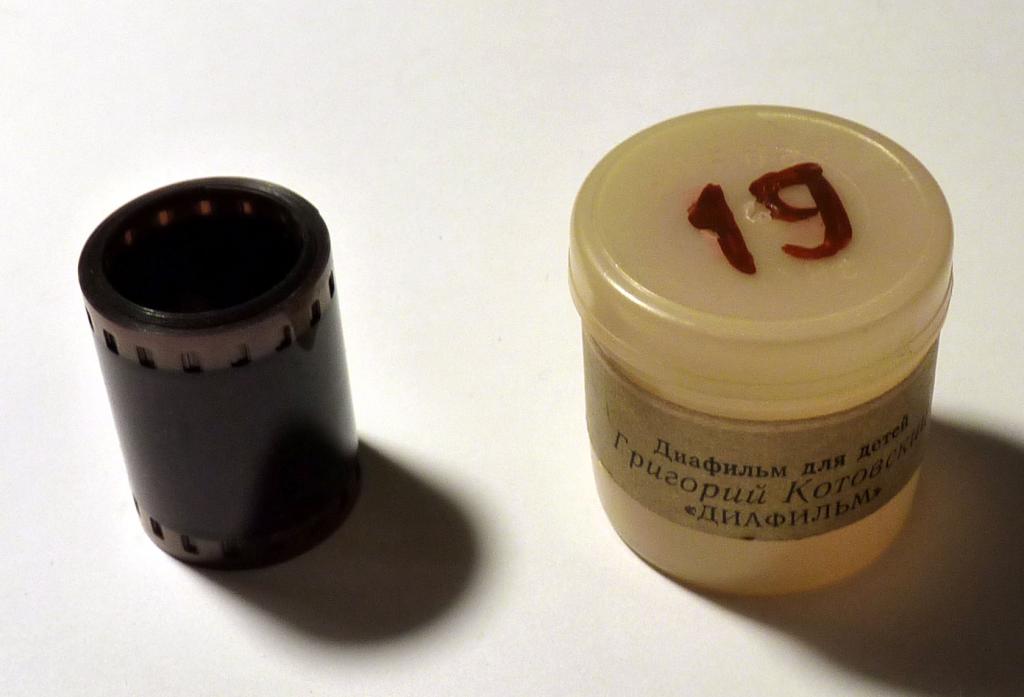 19
Диафильм для детей
Григорий Котовский
«ДИАФИЛЬМ»